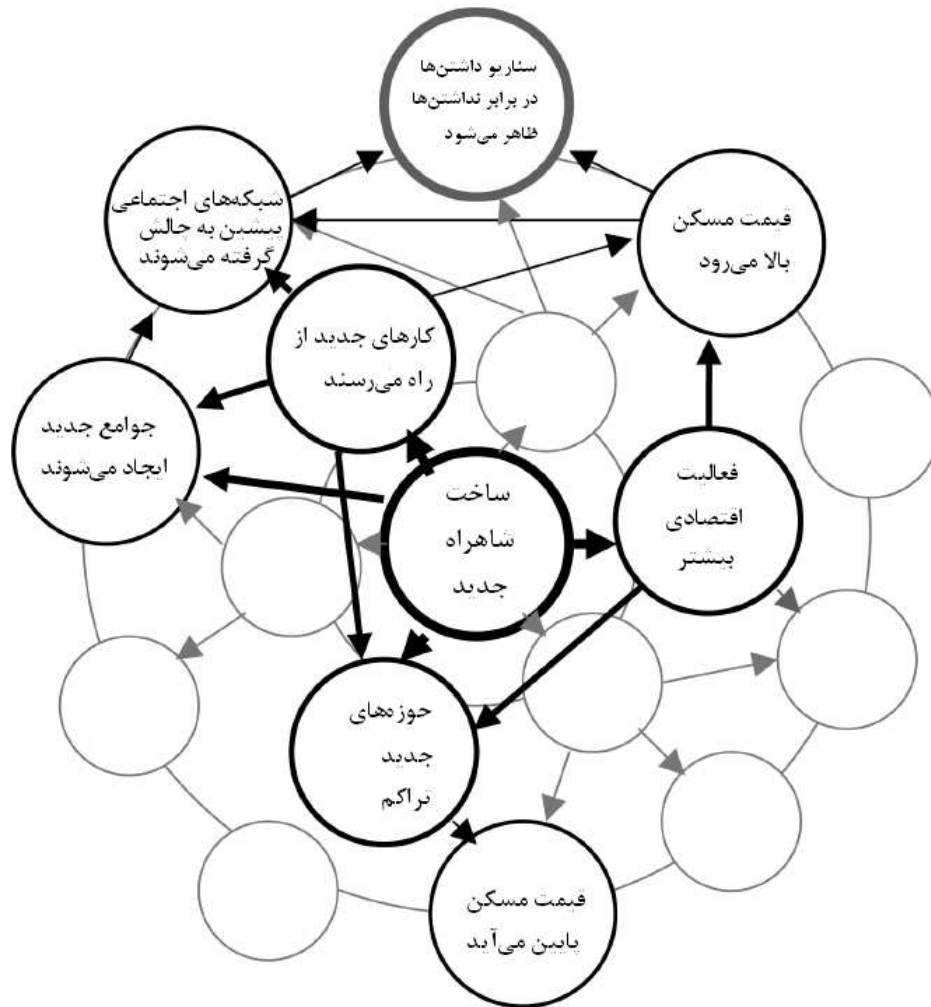 سناریو داشتن‌ها
در برابر نداشتن‌ها
ظاهر می‌شود
شبکه‌های اجتماعی
پیشین به چالش
گرفته می‌شوند
قیمت مسکن
بالا می‌رود
کارهای جدید از
راه می‌رسند
جوامع جدید
ایجاد می‌شوند
ساخت
شاهراه
جدید
فعالیت
اقتصادی
بیشتر
حوزه‌های
جدید
تراکم
قیمت مسکن
پایین می‌آید